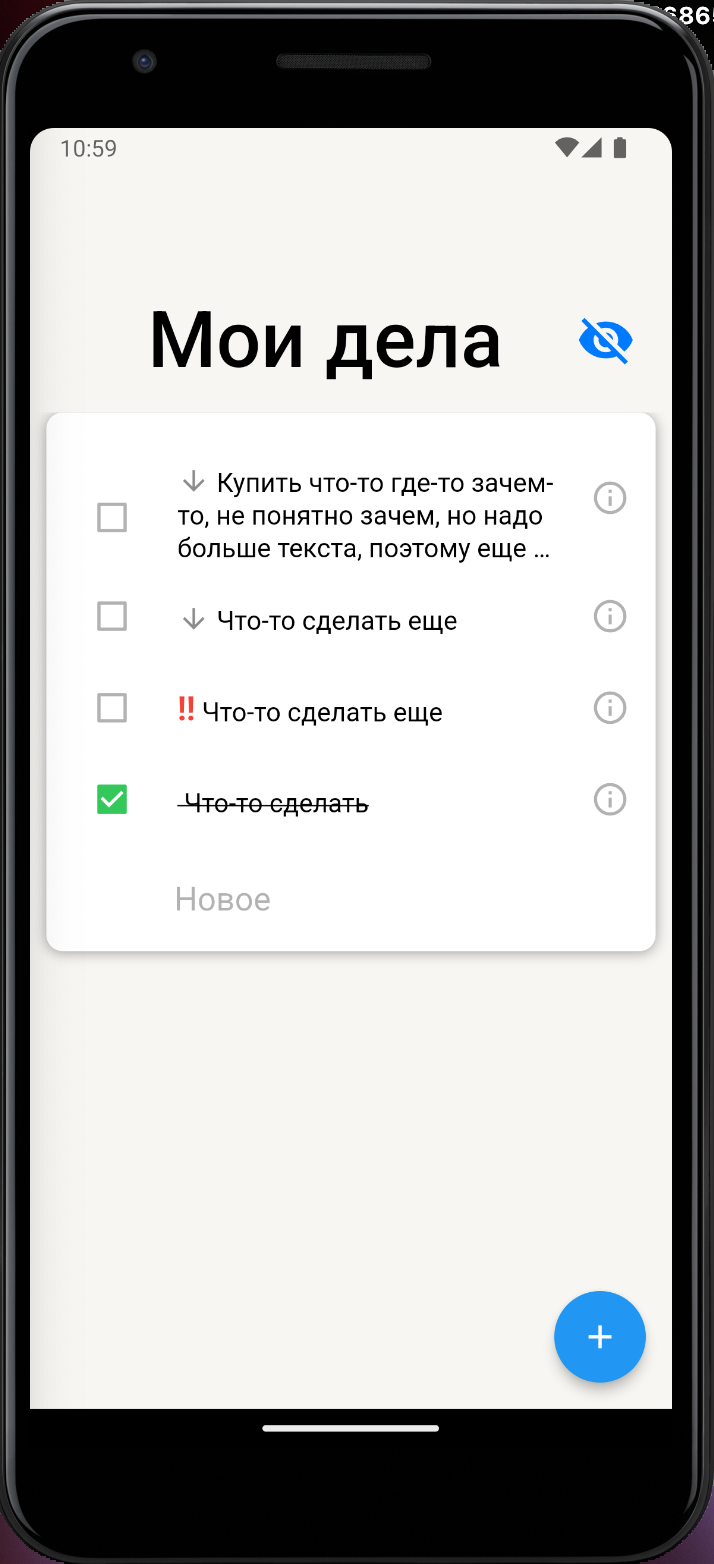 10:59
Мои дела
Купить что-то где-то зачем-
то, не понятно зачем, но надо
больше текста, поэтому еще …
Что-то сделать еще
‼ Что-то сделать еще
Что-то сделать
Новое